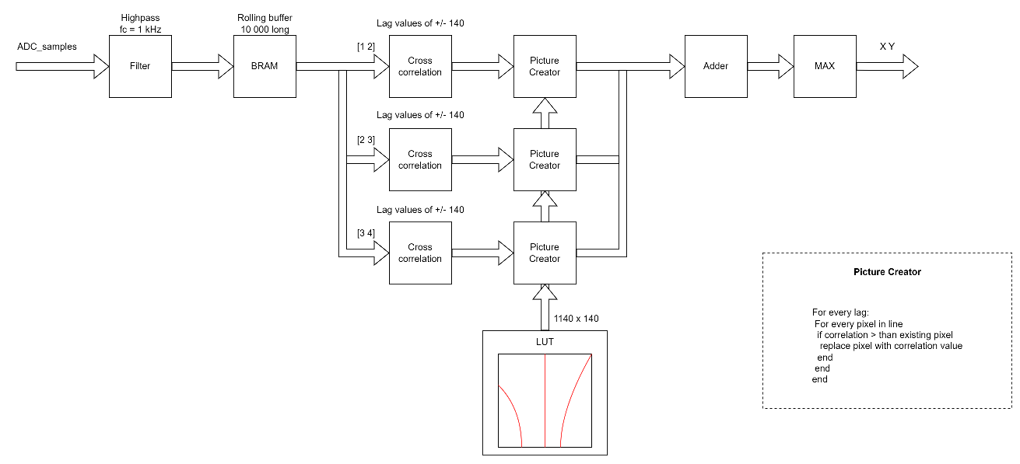 Highpass
fc = 1 kHz
Rolling buffer
10 000 long
Lag values of +/- 140
ADC_samples
[1 2]
X Y
Filter
BRAM
Cross
correlation
Picture
Creator
Adder
MAX
Lag values of +/- 140
[2 3]
Cross
correlation
Picture
Creator
Lag values of +/- 140
[3 4]
Cross
correlation
Picture
Creator
1140 x 140
LUT
Picture Creator
For every lag:
For every pixel in line
if correlation > than existing pixel
replace pixel with correlation value
end
end
end